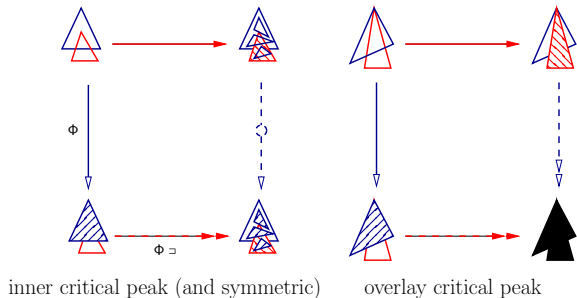 Φ
Φ ⊐
inner critical peak (and symmetric)
overlay critical peak